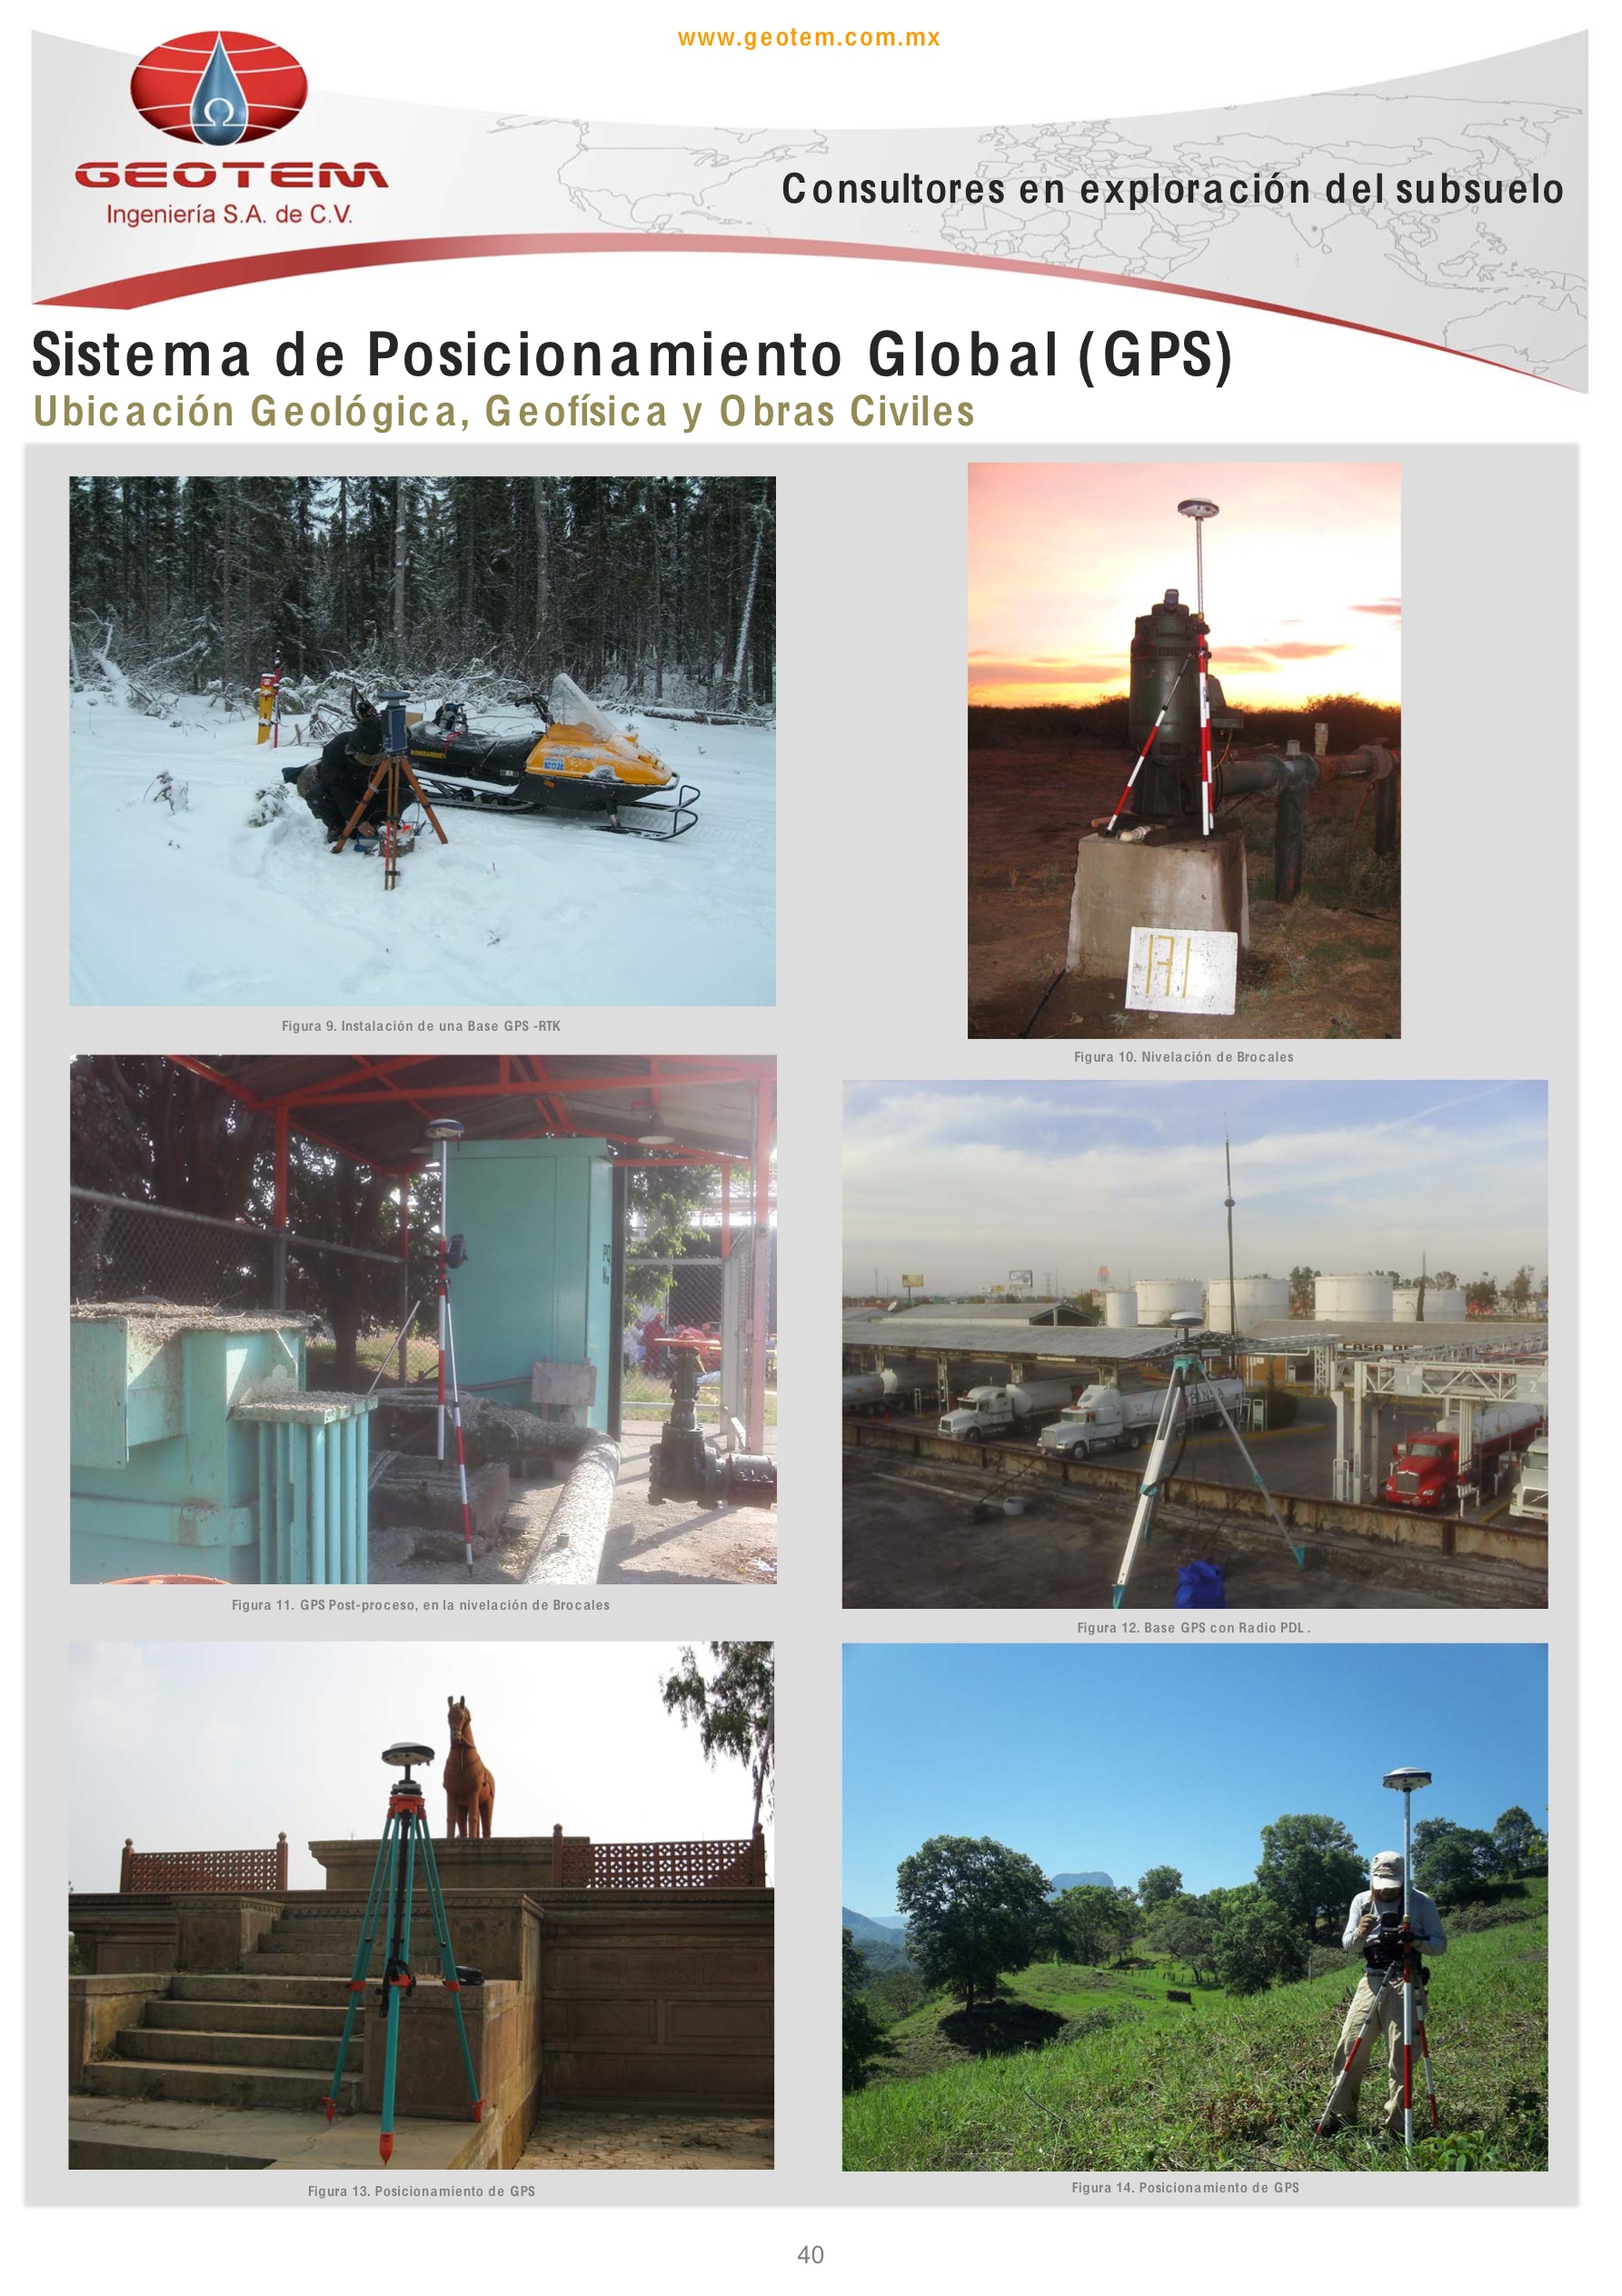 www.geotem.com.mx
GEOTEM
Ingeniería S.A. de C.V.
Consultores en exploración del subsuelo
Sistema de Posicionamiento Global (GPS)
Ubicación Geológica, Geofísica y Obras Civiles
171
Figura 9. Instalación de una Base GPS -RTK
Figura 10. Nivelación de Brocales
CASA DE
Figura 11. GPS Post-proceso, en la nivelación de Brocales
Figura 12. Base GPS con Radio PDL .
Figura 13. Posicionamiento de GPS
Figura 14. Posicionamiento de GPS
40